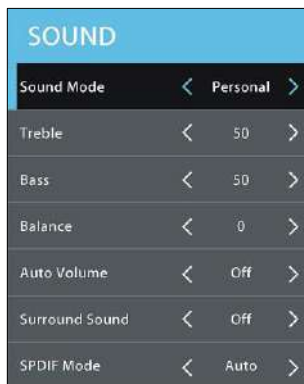 SOUND
Sound Mode < Personal >
Treble < 50 >
Bass < 50 >
Balance < 0 >
Auto Volume < Off >
Surround Sound < Off >
SPDIF Mode < Auto >